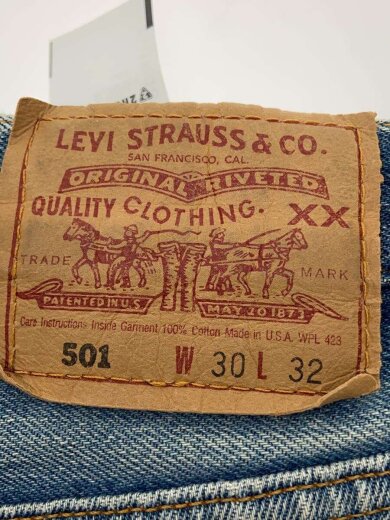 LEVI STRAUSS & CO.
SAN FRANCISCO, CAL.
ORIGINAL RIVETED
QUALITY CLOTHING. XX
TRADE MARK
PATENTED IN U.S. MAY 20 1873
Care Instructions Inside Garment 100% Cotton Made in U.S.A. WPL 423
501 W 30 L 32